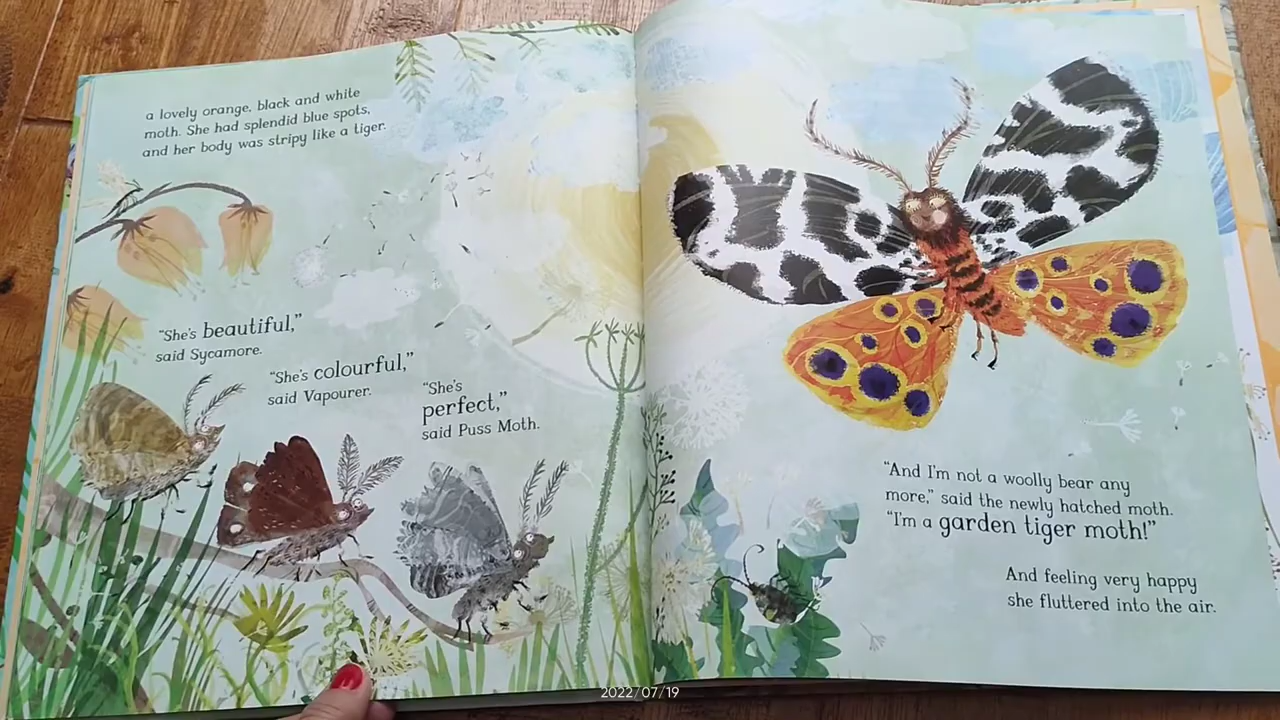 a lovely orange, black and white
moth. She had splendid blue spots,
and her body was stripy like a tiger.
“She’s beautiful,”
said Sycamore.
“She’s colourful,”
said Vapourer.
“She’s
perfect,”
said Puss Moth.
“And I’m not a woolly bear any
more,” said the newly hatched moth.
“I’m a garden tiger moth!”
And feeling very happy
she fluttered into the air.
2022/07/19